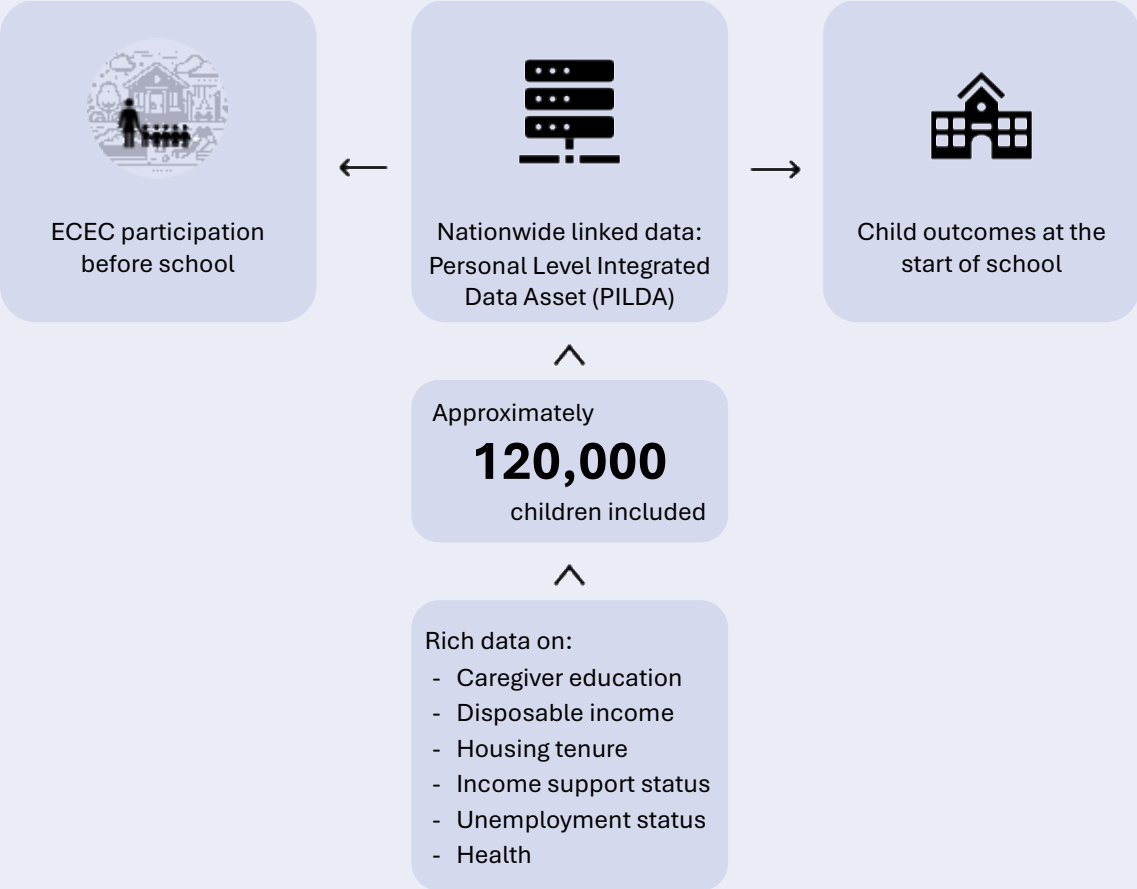 ECEC participation
before school
Nationwide linked data:
Personal Level Integrated
Data Asset (PILDA)
Child outcomes at the
start of school
Approximately
120,000
children included
Rich data on:
- Caregiver education
- Disposable income
- Housing tenure
- Income support status
- Unemployment status
- Health